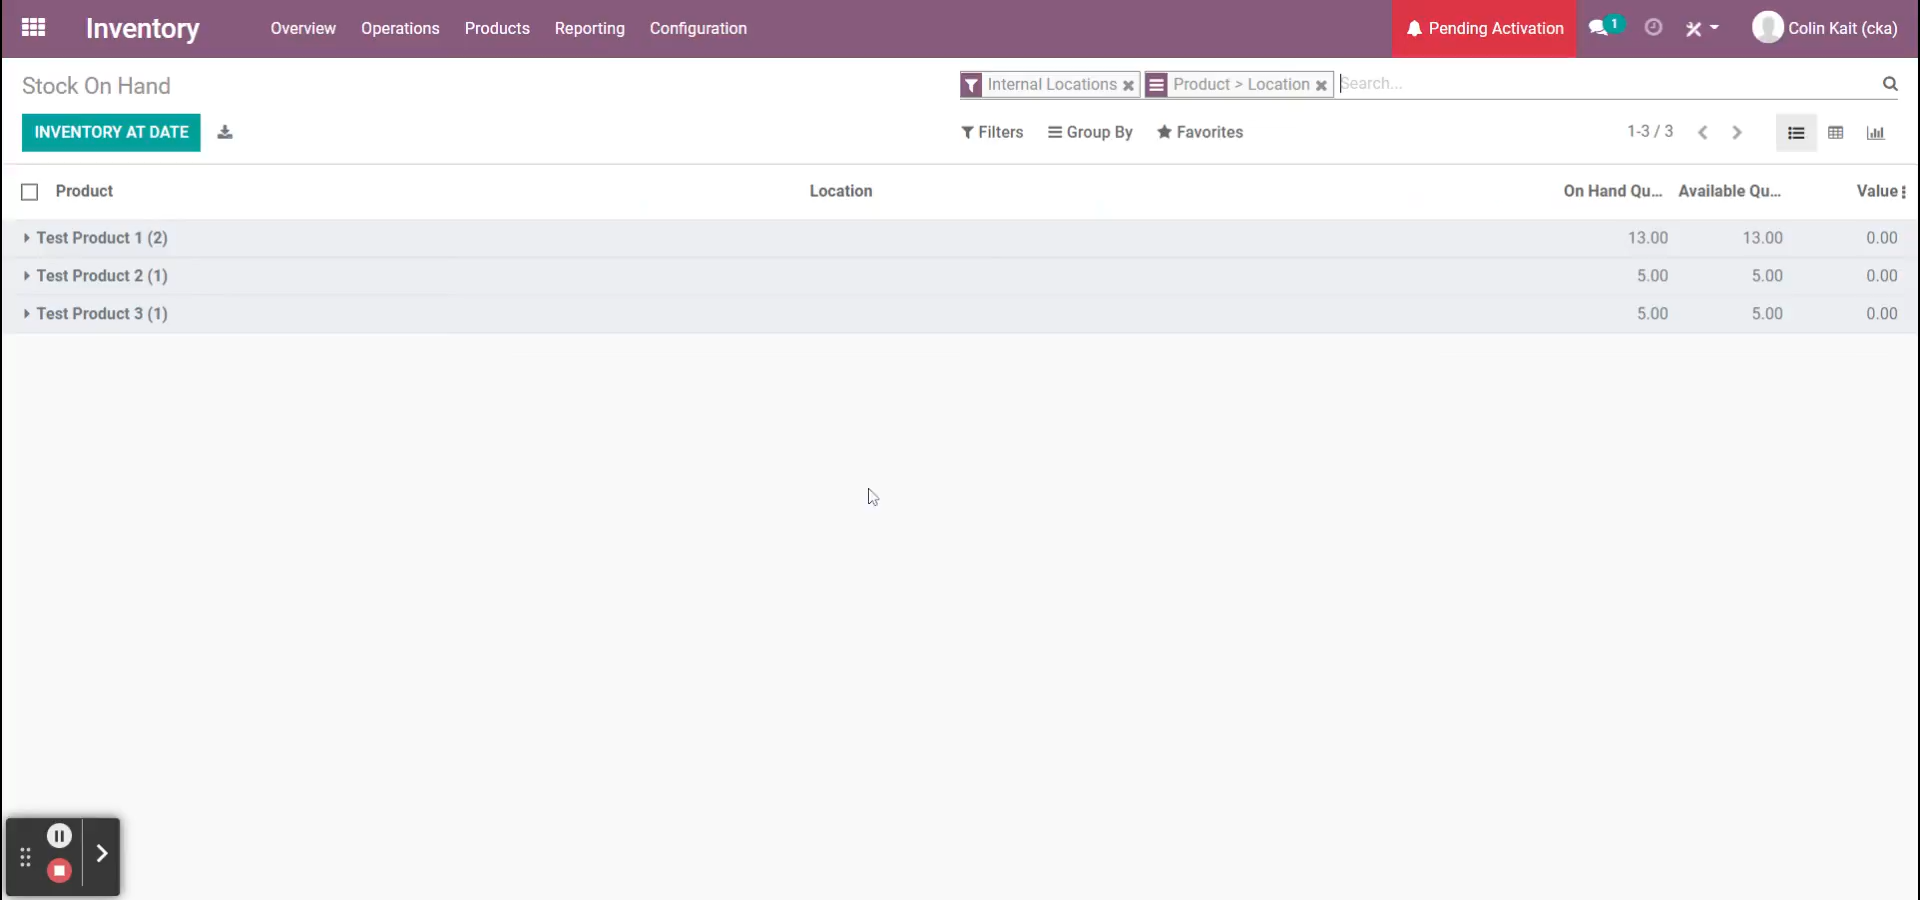 Inventory Overview Operations Products Reporting Configuration Pending Activation 1 Colin Kait (cka)
Stock On Hand Internal Locations Product > Location Search...
INVENTORY AT DATE Filters Group By Favorites 1-3 / 3
Product Location On Hand Qu... Available Qu... Value
Test Product 1 (2) 13.00 13.00 0.00
Test Product 2 (1) 5.00 5.00 0.00
Test Product 3 (1) 5.00 5.00 0.00